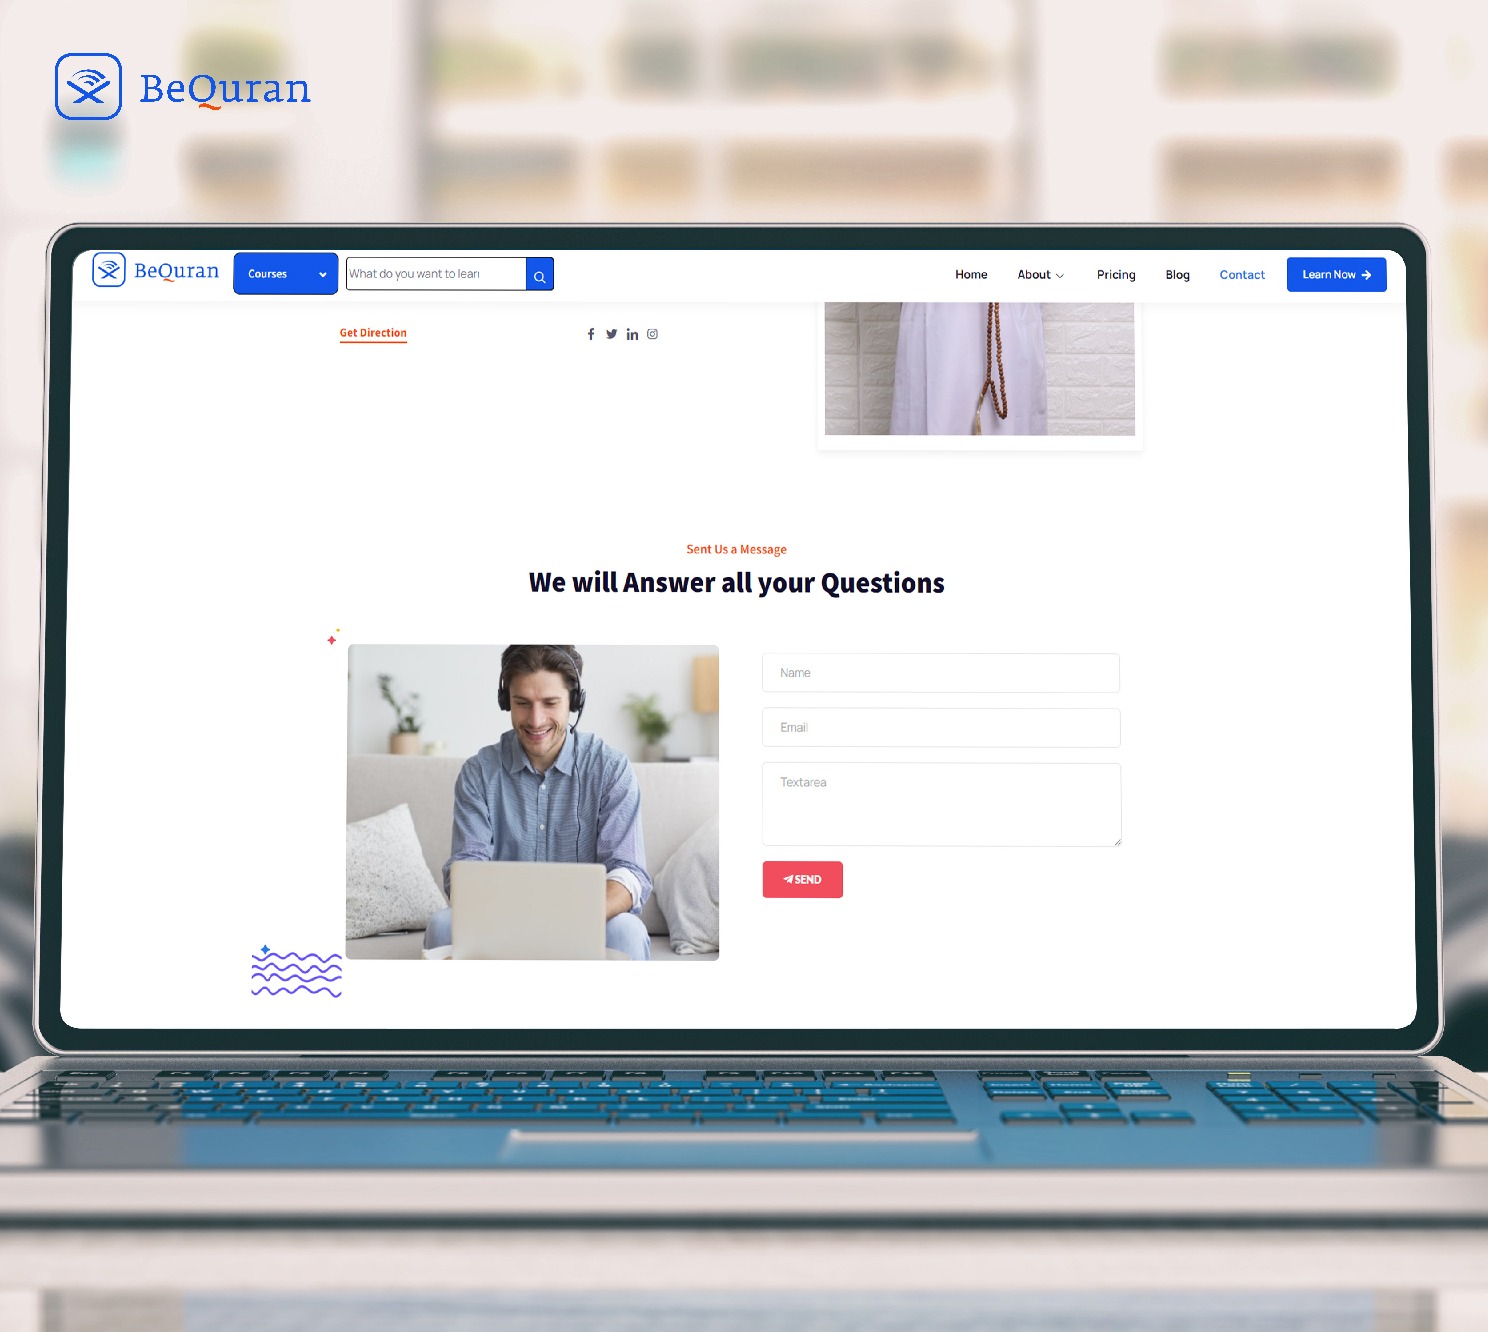 BeQuran
BeQuran
Courses
What do you want to lear
Home
About
Pricing
Blog
Contact
Learn Now
Get Direction
Sent Us a Message
We will Answer all your Questions
Name
Email
Textarea
SEND